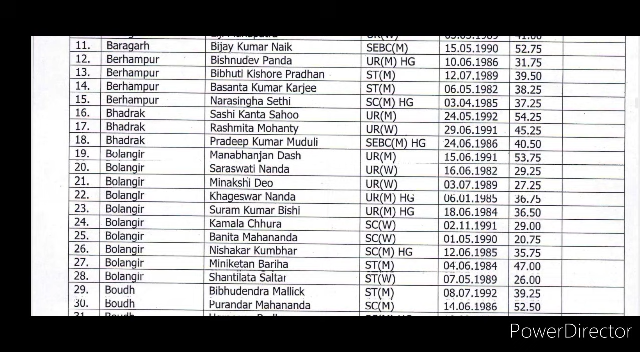 11. Baragarh Bijay Kumar Naik SEBC(M) 15.05.1990 52.75
12. Berhampur Bishnudev Panda UR(M) HG 10.06.1986 31.75
13. Berhampur Bibhuti Kishore Pradhan ST(M) 12.07.1989 39.50
14. Berhampur Basanta Kumar Karjee ST(M) 06.05.1982 38.25
15. Berhampur Narasingha Sethi SC(M) HG 03.04.1985 37.25
16. Bhadrak Sashi Kanta Sahoo UR(M) 24.05.1992 54.25
17. Bhadrak Rashmita Mohanty UR(W) 29.06.1991 45.25
18. Bhadrak Pradeep Kumar Muduli SEBC(M) HG 24.06.1986 40.50
19. Bolangir Manabhanjan Dash UR(M) 15.06.1991 53.75
20. Bolangir Saraswati Nanda UR(W) 16.06.1982 29.25
21. Bolangir Minakshi Deo UR(W) 03.07.1989 27.25
22. Bolangir Khageswar Nanda UR(M) HG 06.01.1985 36.75
23. Bolangir Suram Kumar Bishi UR(M) HG 18.06.1984 36.50
24. Bolangir Kamala Chhura SC(W) 02.11.1991 29.00
25. Bolangir Banita Mahananda SC(W) 01.05.1990 20.75
26. Bolangir Nishakar Kumbhar SC(M) HG 12.06.1985 35.75
27. Bolangir Miniketan Bariha ST(M) 04.06.1984 47.00
28. Bolangir Shantilata Saltar ST(W) 07.05.1989 26.00
29. Boudh Bibhudendra Mallick ST(M) 08.07.1992 39.25
30. Boudh Purandar Mahananda SC(M) 14.06.1986 52.50
PowerDirector